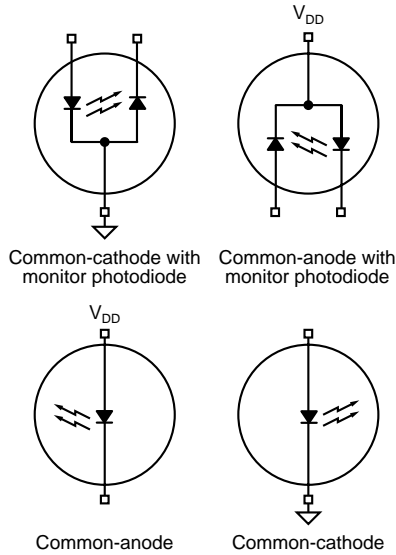 V_DD
Common-cathode with
monitor photodiode
Common-anode with
monitor photodiode
V_DD
Common-anode
Common-cathode